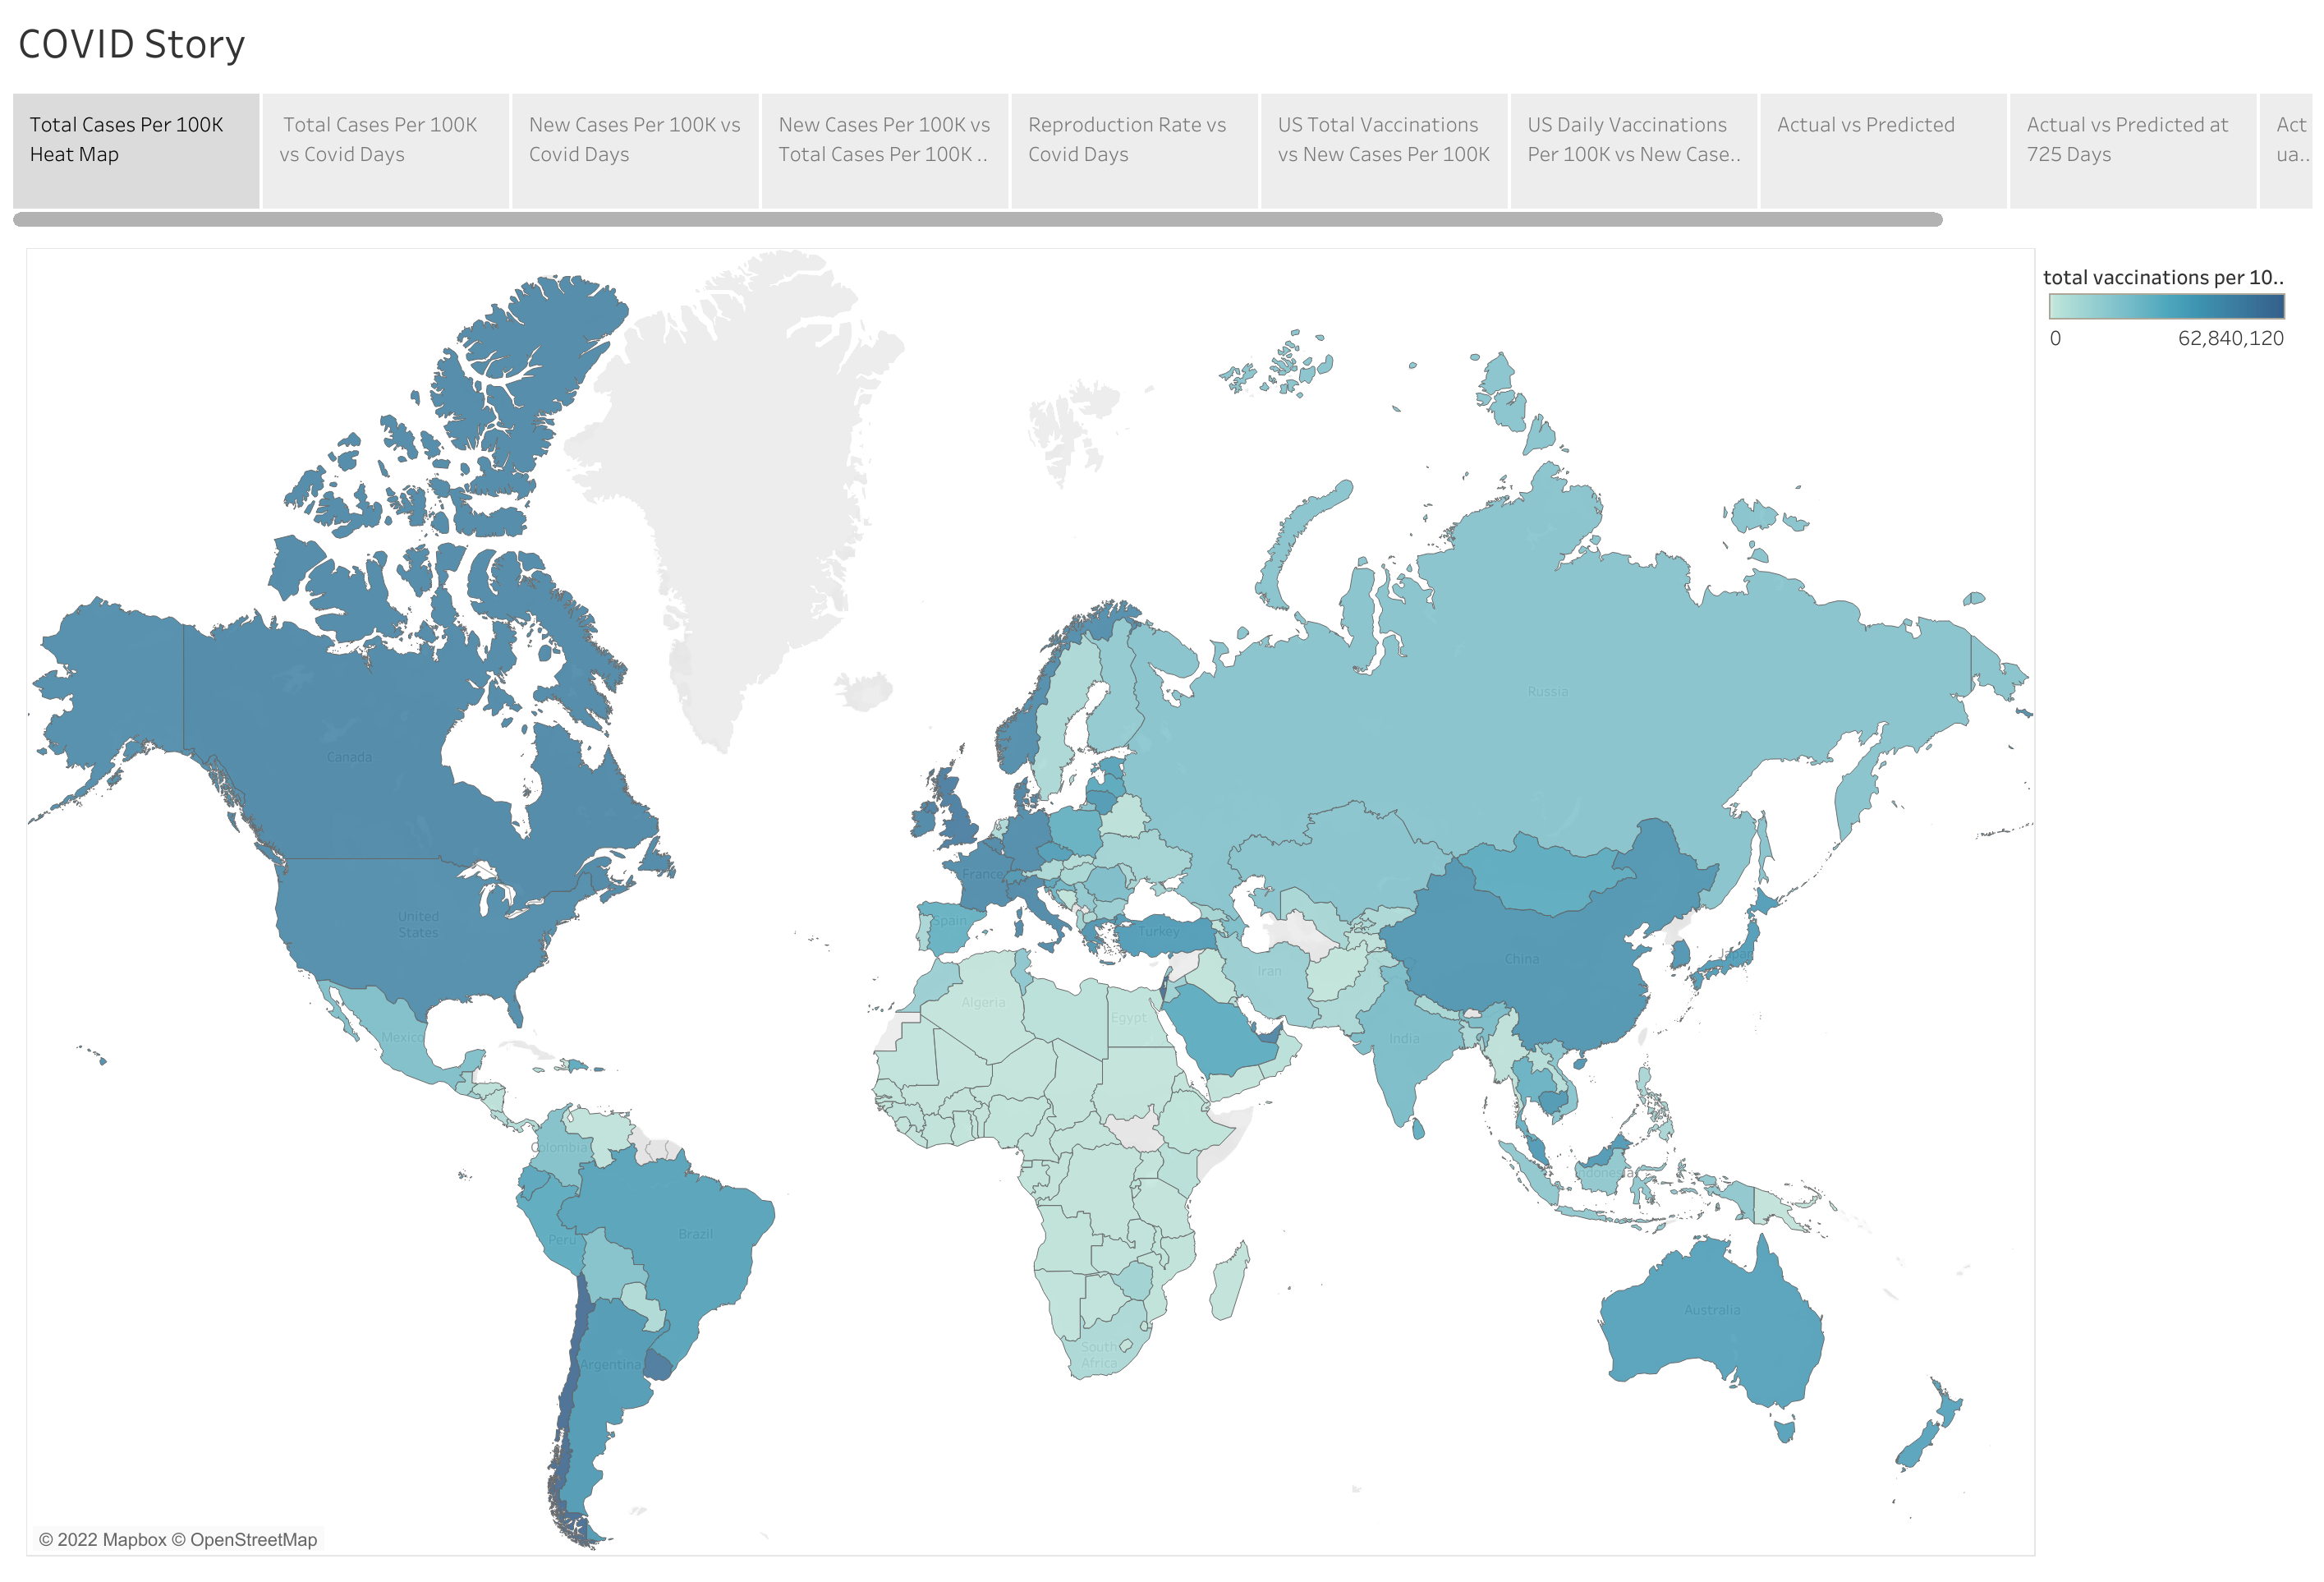 COVID Story
Total Cases Per 100K
Heat Map
Total Cases Per 100K
vs Covid Days
New Cases Per 100K vs
Covid Days
New Cases Per 100K vs
Total Cases Per 100K ..
Reproduction Rate vs
Covid Days
US Total Vaccinations
vs New Cases Per 100K
US Daily Vaccinations
Per 100K vs New Case..
Actual vs Predicted
Actual vs Predicted at
725 Days
Act
ua..
total vaccinations per 10..
0 62,840,120
Russia
Canada
France
United
States
Spain
Turkey
China
Japan
Iran
Algeria
Egypt
Mexico
India
Colombia
Indonesia
Brazil
Peru
Australia
South
Africa
Argentina
© 2022 Mapbox © OpenStreetMap